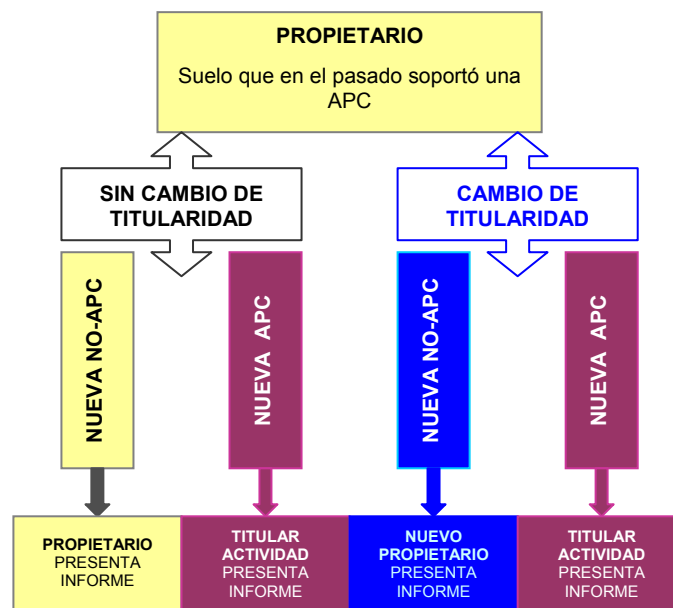 PROPIETARIO
Suelo que en el pasado soportó una
APC
SIN CAMBIO DE
TITULARIDAD
CAMBIO DE
TITULARIDAD
NUEVA NO-APC
NUEVA APC
NUEVA NO-APC
NUEVA APC
PROPIETARIO
PRESENTA
INFORME
TITULAR
ACTIVIDAD
PRESENTA
INFORME
NUEVO
PROPIETARIO
PRESENTA
INFORME
TITULAR
ACTIVIDAD
PRESENTA
INFORME